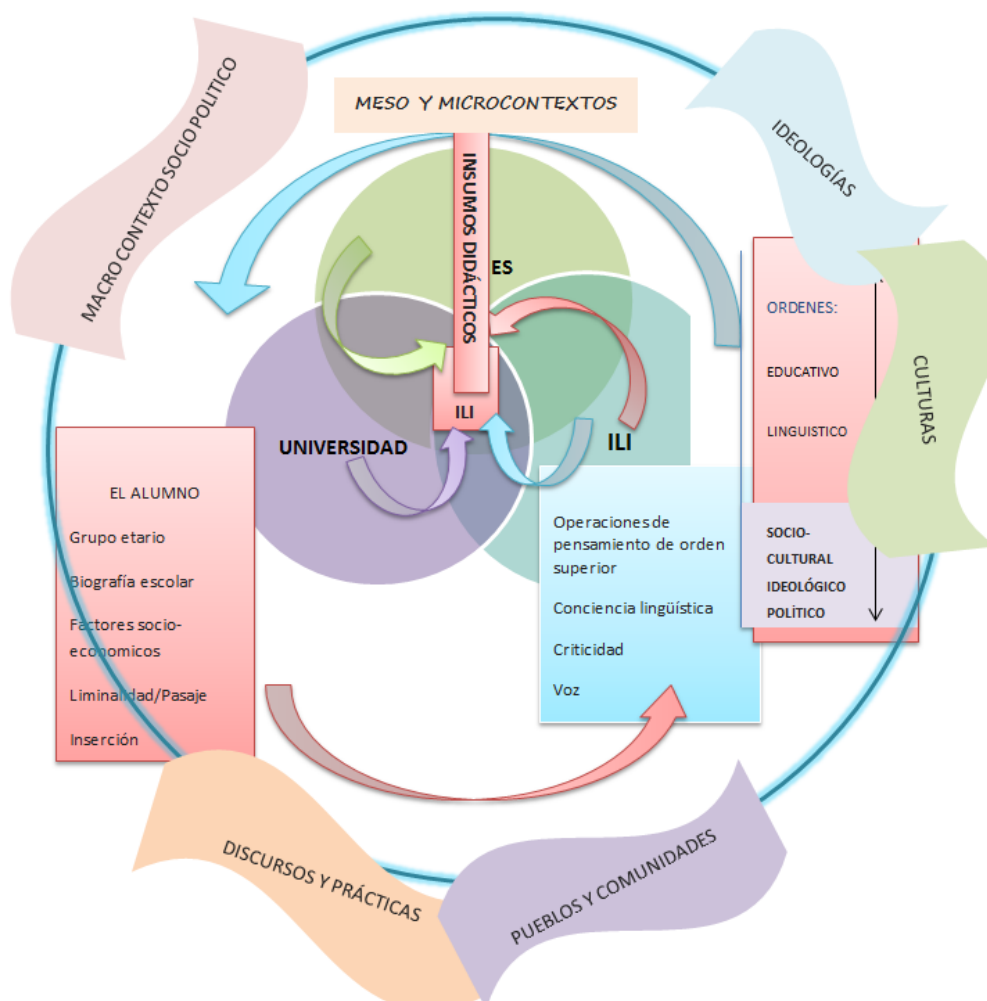 MACRO CONTEXTO SOCIO POLITICO
MESO Y MICROCONTEXTOS
IDEOLOGÍAS
CULTURAS
INSUMOS DIDÁCTICOS
ES
ILI
UNIVERSIDAD
ILI
ORDENES:
EDUCATIVO
LINGUISTICO
SOCIO-
CULTURAL
IDEOLÓGICO
POLÍTICO
EL ALUMNO
Grupo etario
Biografía escolar
Factores socio-
economicos
Liminalidad/Pasaje
Inserción
Operaciones de
pensamiento de orden
superior
Conciencia lingüística
Criticidad
Voz
DISCURSOS Y PRÁCTICAS
PUEBLOS Y COMUNIDADES